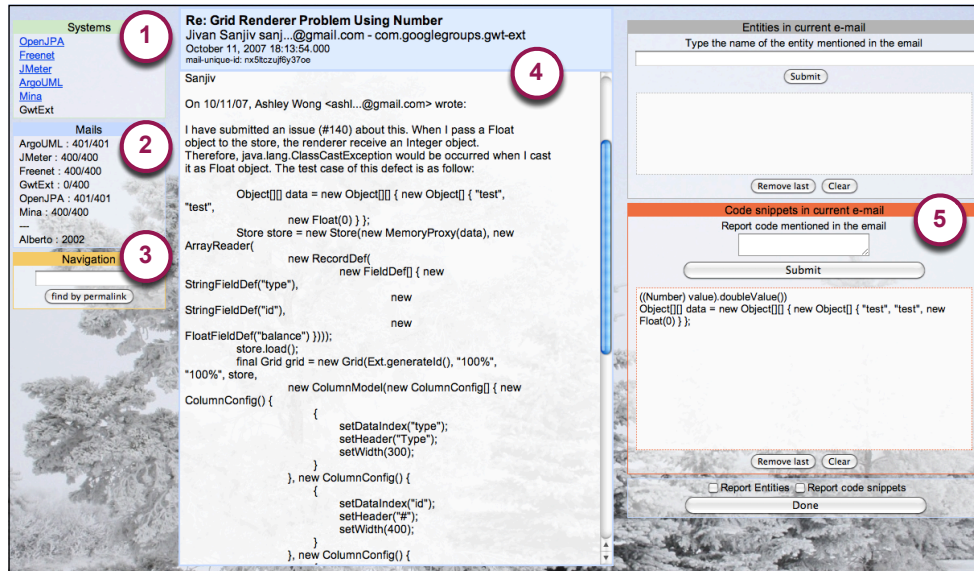 Systems
1
OpenJPA
Freenet
JMeter
ArgoUML
Mina
GwtExt
Mails
2
ArgoUML : 401/401
JMeter : 400/400
Freenet : 400/400
GwtExt : 0/400
OpenJPA : 401/401
Mina : 400/400
---
Alberto : 2002
3
Navigation
find by permalink
Re: Grid Renderer Problem Using Number
Jivan Sanjiv sanj...@gmail.com - com.googlegroups.gwt-ext
October 11, 2007 18:13:54.000
mail-unique-id: nx5ltczujf6y37oe
4
Sanjiv
On 10/11/07, Ashley Wong <ashl...@gmail.com> wrote:
I have submitted an issue (#140) about this. When I pass a Float
object to the store, the renderer receive an Integer object.
Therefore, java.lang.ClassCastException would be occurred when I cast
it as Float object. The test case of this defect is as follow:
Object[][] data = new Object[][] { new Object[] { "test",
"test",
new Float(0) } };
Store store = new Store(new MemoryProxy(data), new
ArrayReader(
new RecordDef(
new FieldDef[] { new
StringFieldDef("type"),
new
StringFieldDef("id"),
new
FloatFieldDef("balance") })));
store.load();
final Grid grid = new Grid(Ext.generateId(), "100%",
"100%", store,
new ColumnModel(new ColumnConfig[] { new
ColumnConfig() {
{
setDataIndex("type");
setHeader("Type");
setWidth(300);
}
}, new ColumnConfig() {
{
setDataIndex("id");
setHeader("#");
setWidth(400);
}
}, new ColumnConfig() {
Entities in current e-mail
Type the name of the entity mentioned in the email
Submit
Remove last Clear
Code snippets in current e-mail
5
Report code mentioned in the email
Submit
((Number) value).doubleValue())
Object[][] data = new Object[][] { new Object[] { "test", "test", new
Float(0) } };
Remove last Clear
Report Entities Report code snippets
Done